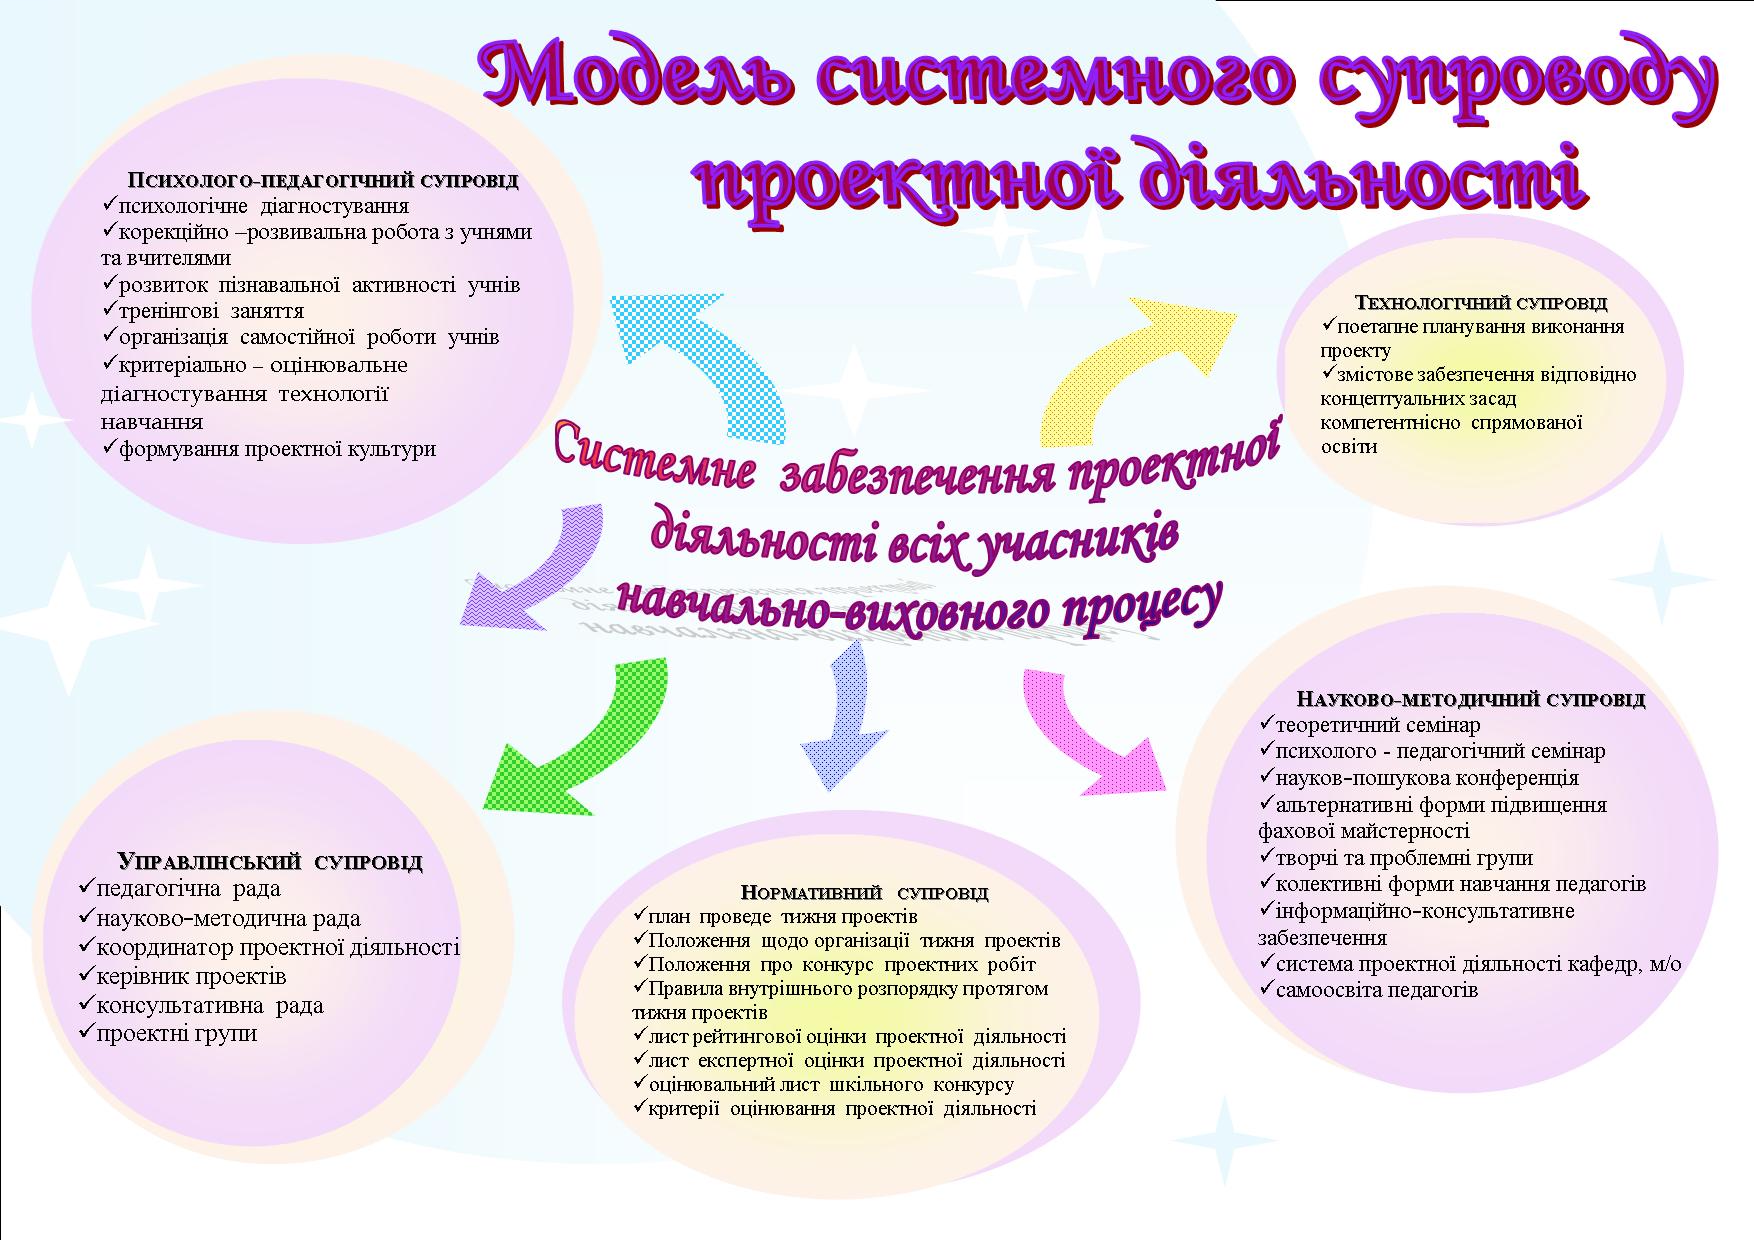 Модель системного супроводу
проектної діяльності
Психолого-педагогічний супровід
✓психологічне діагностування
✓корекційно –розвивальна робота з учнями
та вчителями
✓розвиток пізнавальної активності учнів
✓тренінгові заняття
✓організація самостійної роботи учнів
✓критеріально – оцінювальне
діагностування технології
навчання
✓формування проектної культури
Технологічний супровід
✓поетапне планування виконання
проекту
✓змістове забезпечення відповідно
концептуальних засад
компетентнісно спрямованої
освіти
Системне забезпечення проектної
діяльності всіх учасників
навчально-виховного процесу
Науково-методичний супровід
✓теоретичний семінар
✓психолого - педагогічний семінар
✓науков-пошукова конференція
✓альтернативні форми підвищення
фахової майстерності
✓творчі та проблемні групи
✓колективні форми навчання педагогів
✓інформаційно-консультативне
забезпечення
✓система проектної діяльності кафедр, м/о
✓самоосвіта педагогів
Управлінський супровід
✓педагогічна рада
✓науково-методична рада
✓координатор проектної діяльності
✓керівник проектів
✓консультативна рада
✓проектні групи
Нормативний супровід
✓план проведе тижня проектів
✓Положення щодо організації тижня проектів
✓Положення про конкурс проектних робіт
✓Правила внутрішнього розпорядку протягом
тижня проектів
✓лист рейтингової оцінки проектної діяльності
✓лист експертної оцінки проектної діяльності
✓оцінювальний лист шкільного конкурсу
✓критерії оцінювання проектної діяльності